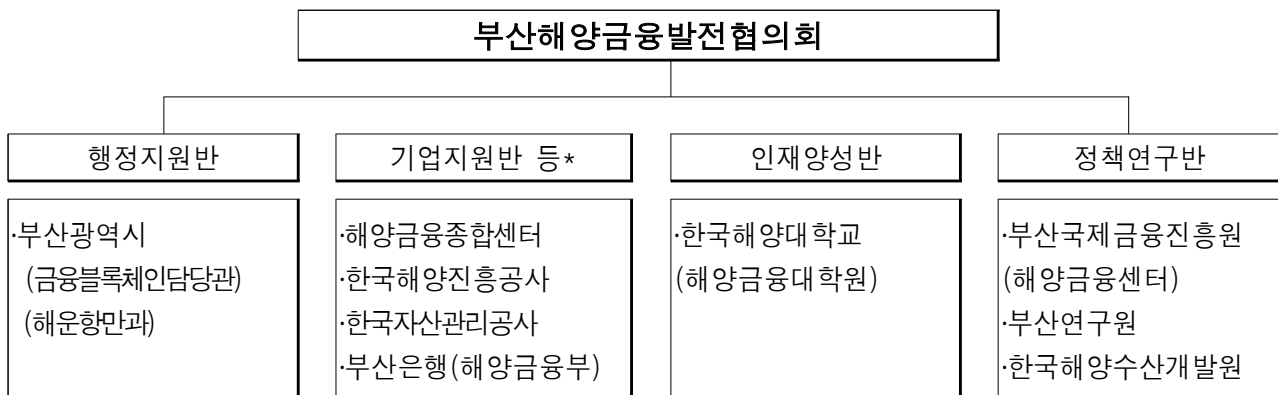 부산해양금융발전협의회
행정지원반
기업지원반 등*
인재양성반
정책연구반
·부산광역시
(금융블록체인담당관)
(해운항만과)
·해양금융종합센터
·한국해양진흥공사
·한국자산관리공사
·부산은행(해양금융부)
·한국해양대학교
(해양금융대학원)
·부산국제금융진흥원
(해양금융센터)
·부산연구원
·한국해양수산개발원